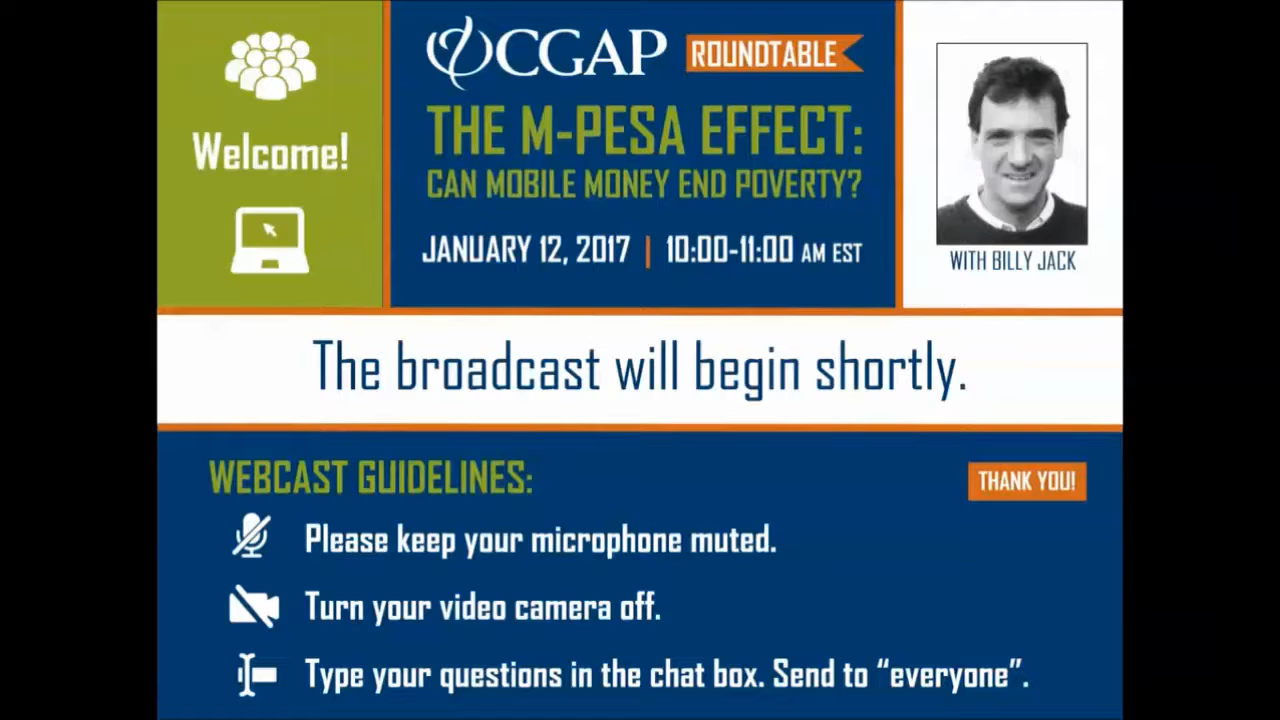 Welcome!
CGAP ROUNDTABLE
THE M-PESA EFFECT:
CAN MOBILE MONEY END POVERTY?
JANUARY 12, 2017 | 10:00-11:00 AM EST
WITH BILLY JACK
The broadcast will begin shortly.
WEBCAST GUIDELINES:
THANK YOU!
Please keep your microphone muted.
Turn your video camera off.
Type your questions in the chat box. Send to “everyone”.